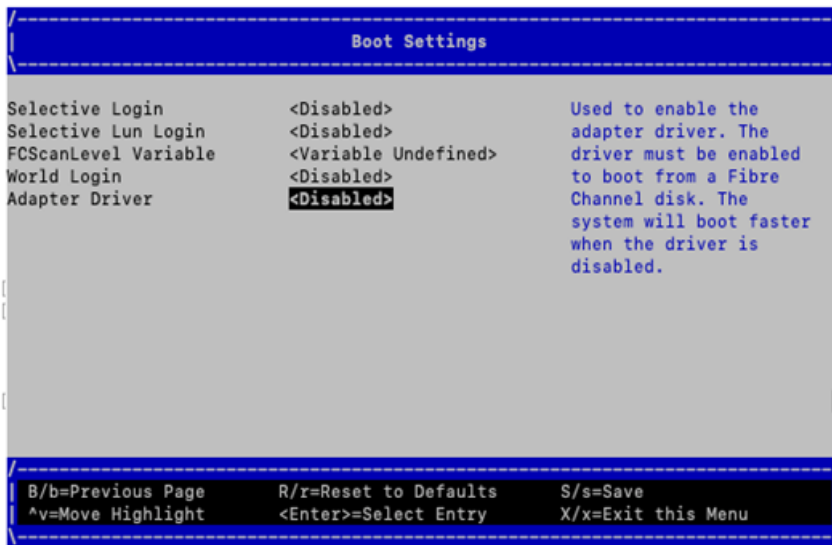 Boot Settings
Selective Login <Disabled>
Selective Lun Login <Disabled>
FCScanLevel Variable <Variable Undefined>
World Login <Disabled>
Adapter Driver <Disabled>
Used to enable the
adapter driver. The
driver must be enabled
to boot from a Fibre
Channel disk. The
system will boot faster
when the driver is
disabled.
B/b=Previous Page R/r=Reset to Defaults S/s=Save
^v=Move Highlight <Enter>=Select Entry X/x=Exit this Menu